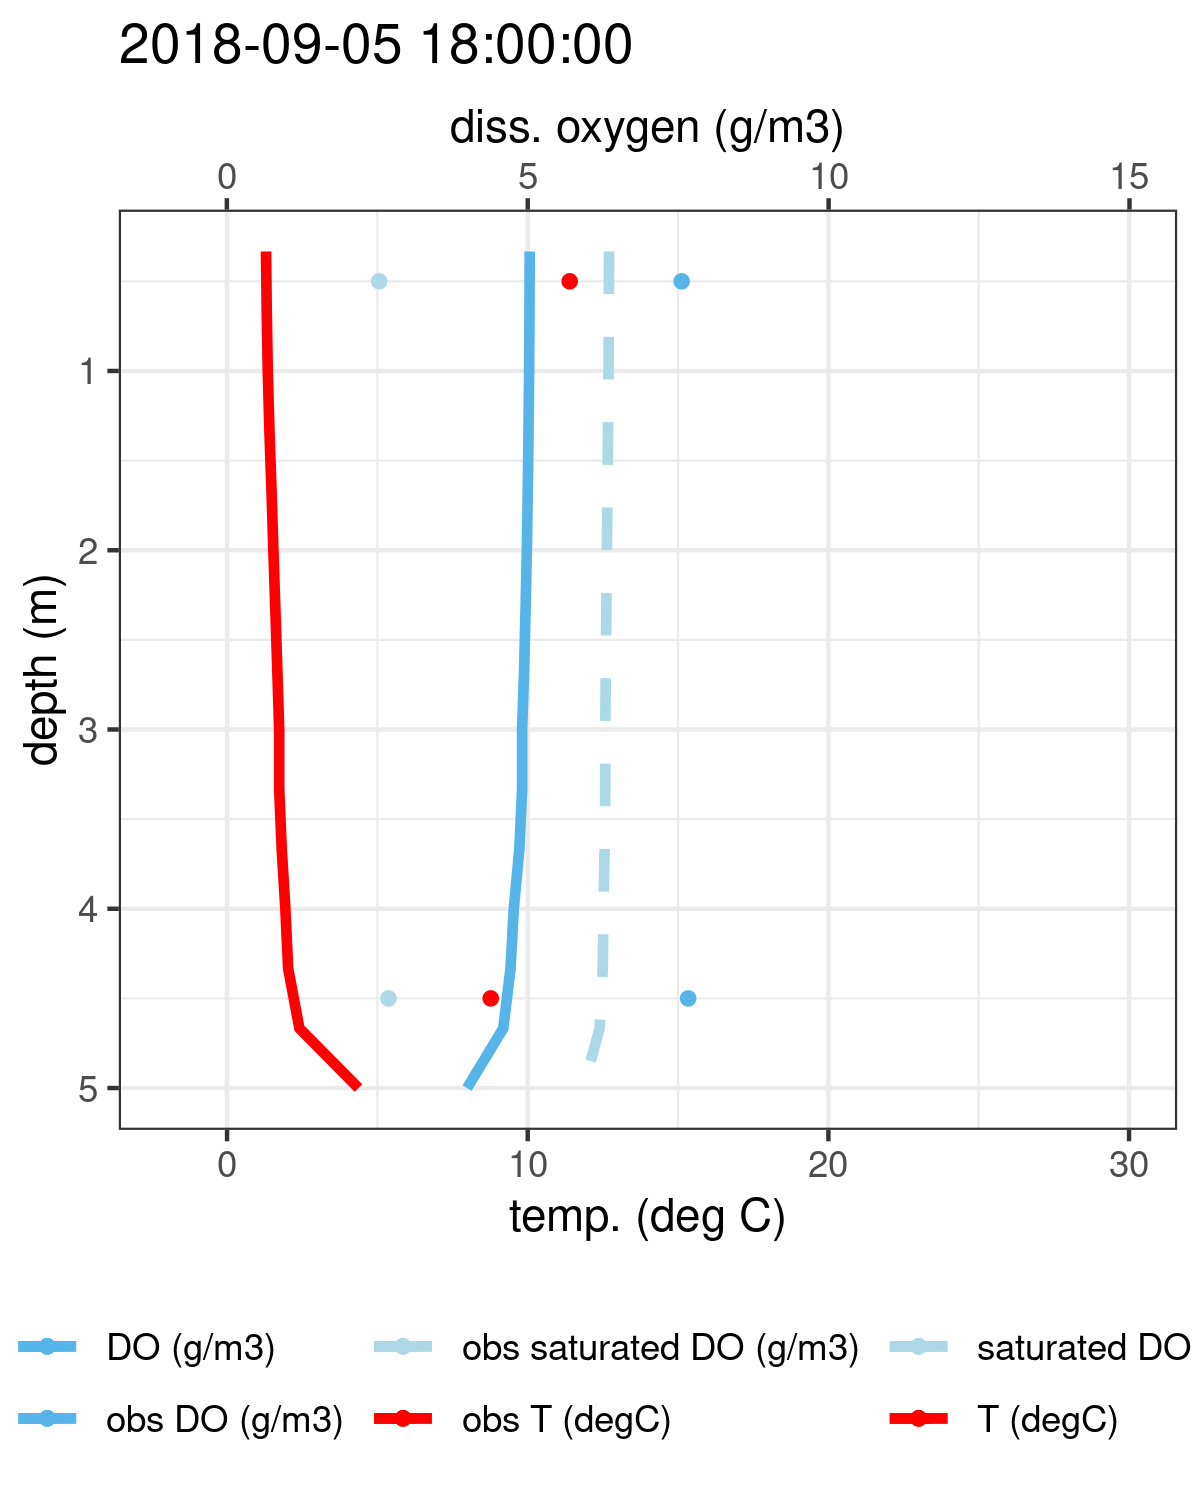 2018-09-05 18:00:00
diss. oxygen (g/m3)
0 5 10 15
depth (m)
1
2
3
4
5
0 10 20 30
temp. (deg C)
DO (g/m3) obs saturated DO (g/m3) saturated DO
obs DO (g/m3) obs T (degC) T (degC)